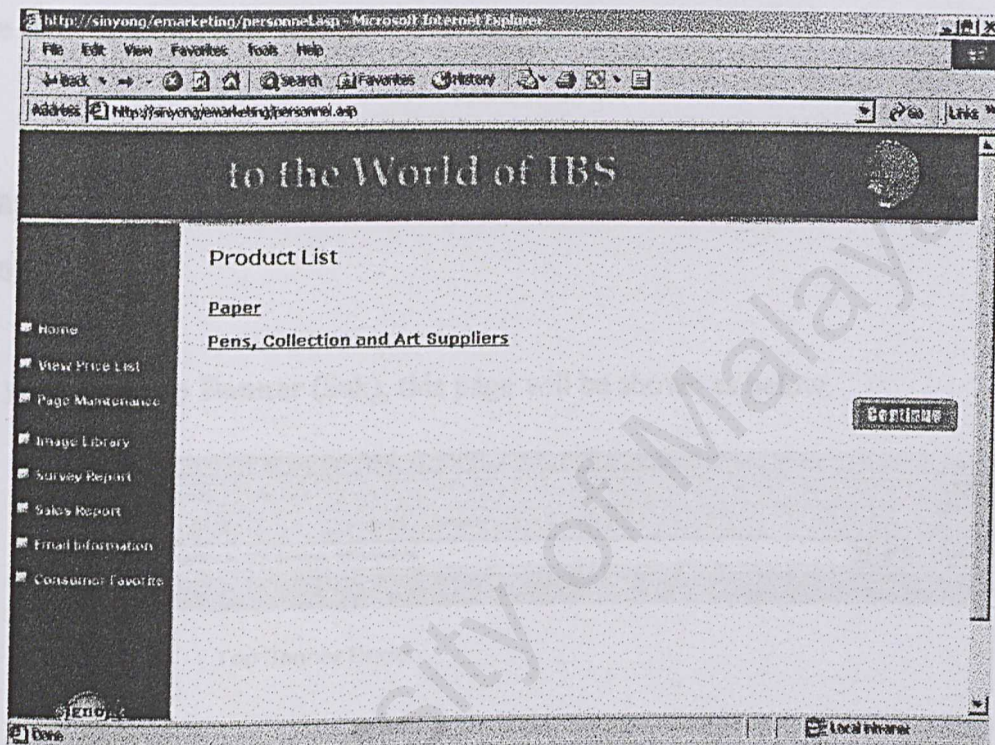 http://sinyong/emarketing/personnel.asp - Microsoft Internet Explorer
File Edit View Favorites Tools Help
Back Search Favorites History
Address http://sinyong/emarketing/personnel.asp Go Links »
to the World of IBS
Product List
Paper
Pens, Collection and Art Suppliers
Continue
Home
View Price List
Page Maintenance
Image Library
Survey Report
Sales Report
Email Information
Consumer Favorite
Done Local intranet
sity of Malaya